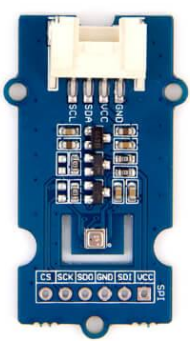 SCL SDA VCC GND
CS SCK SDO GND SDI VCC
SPI